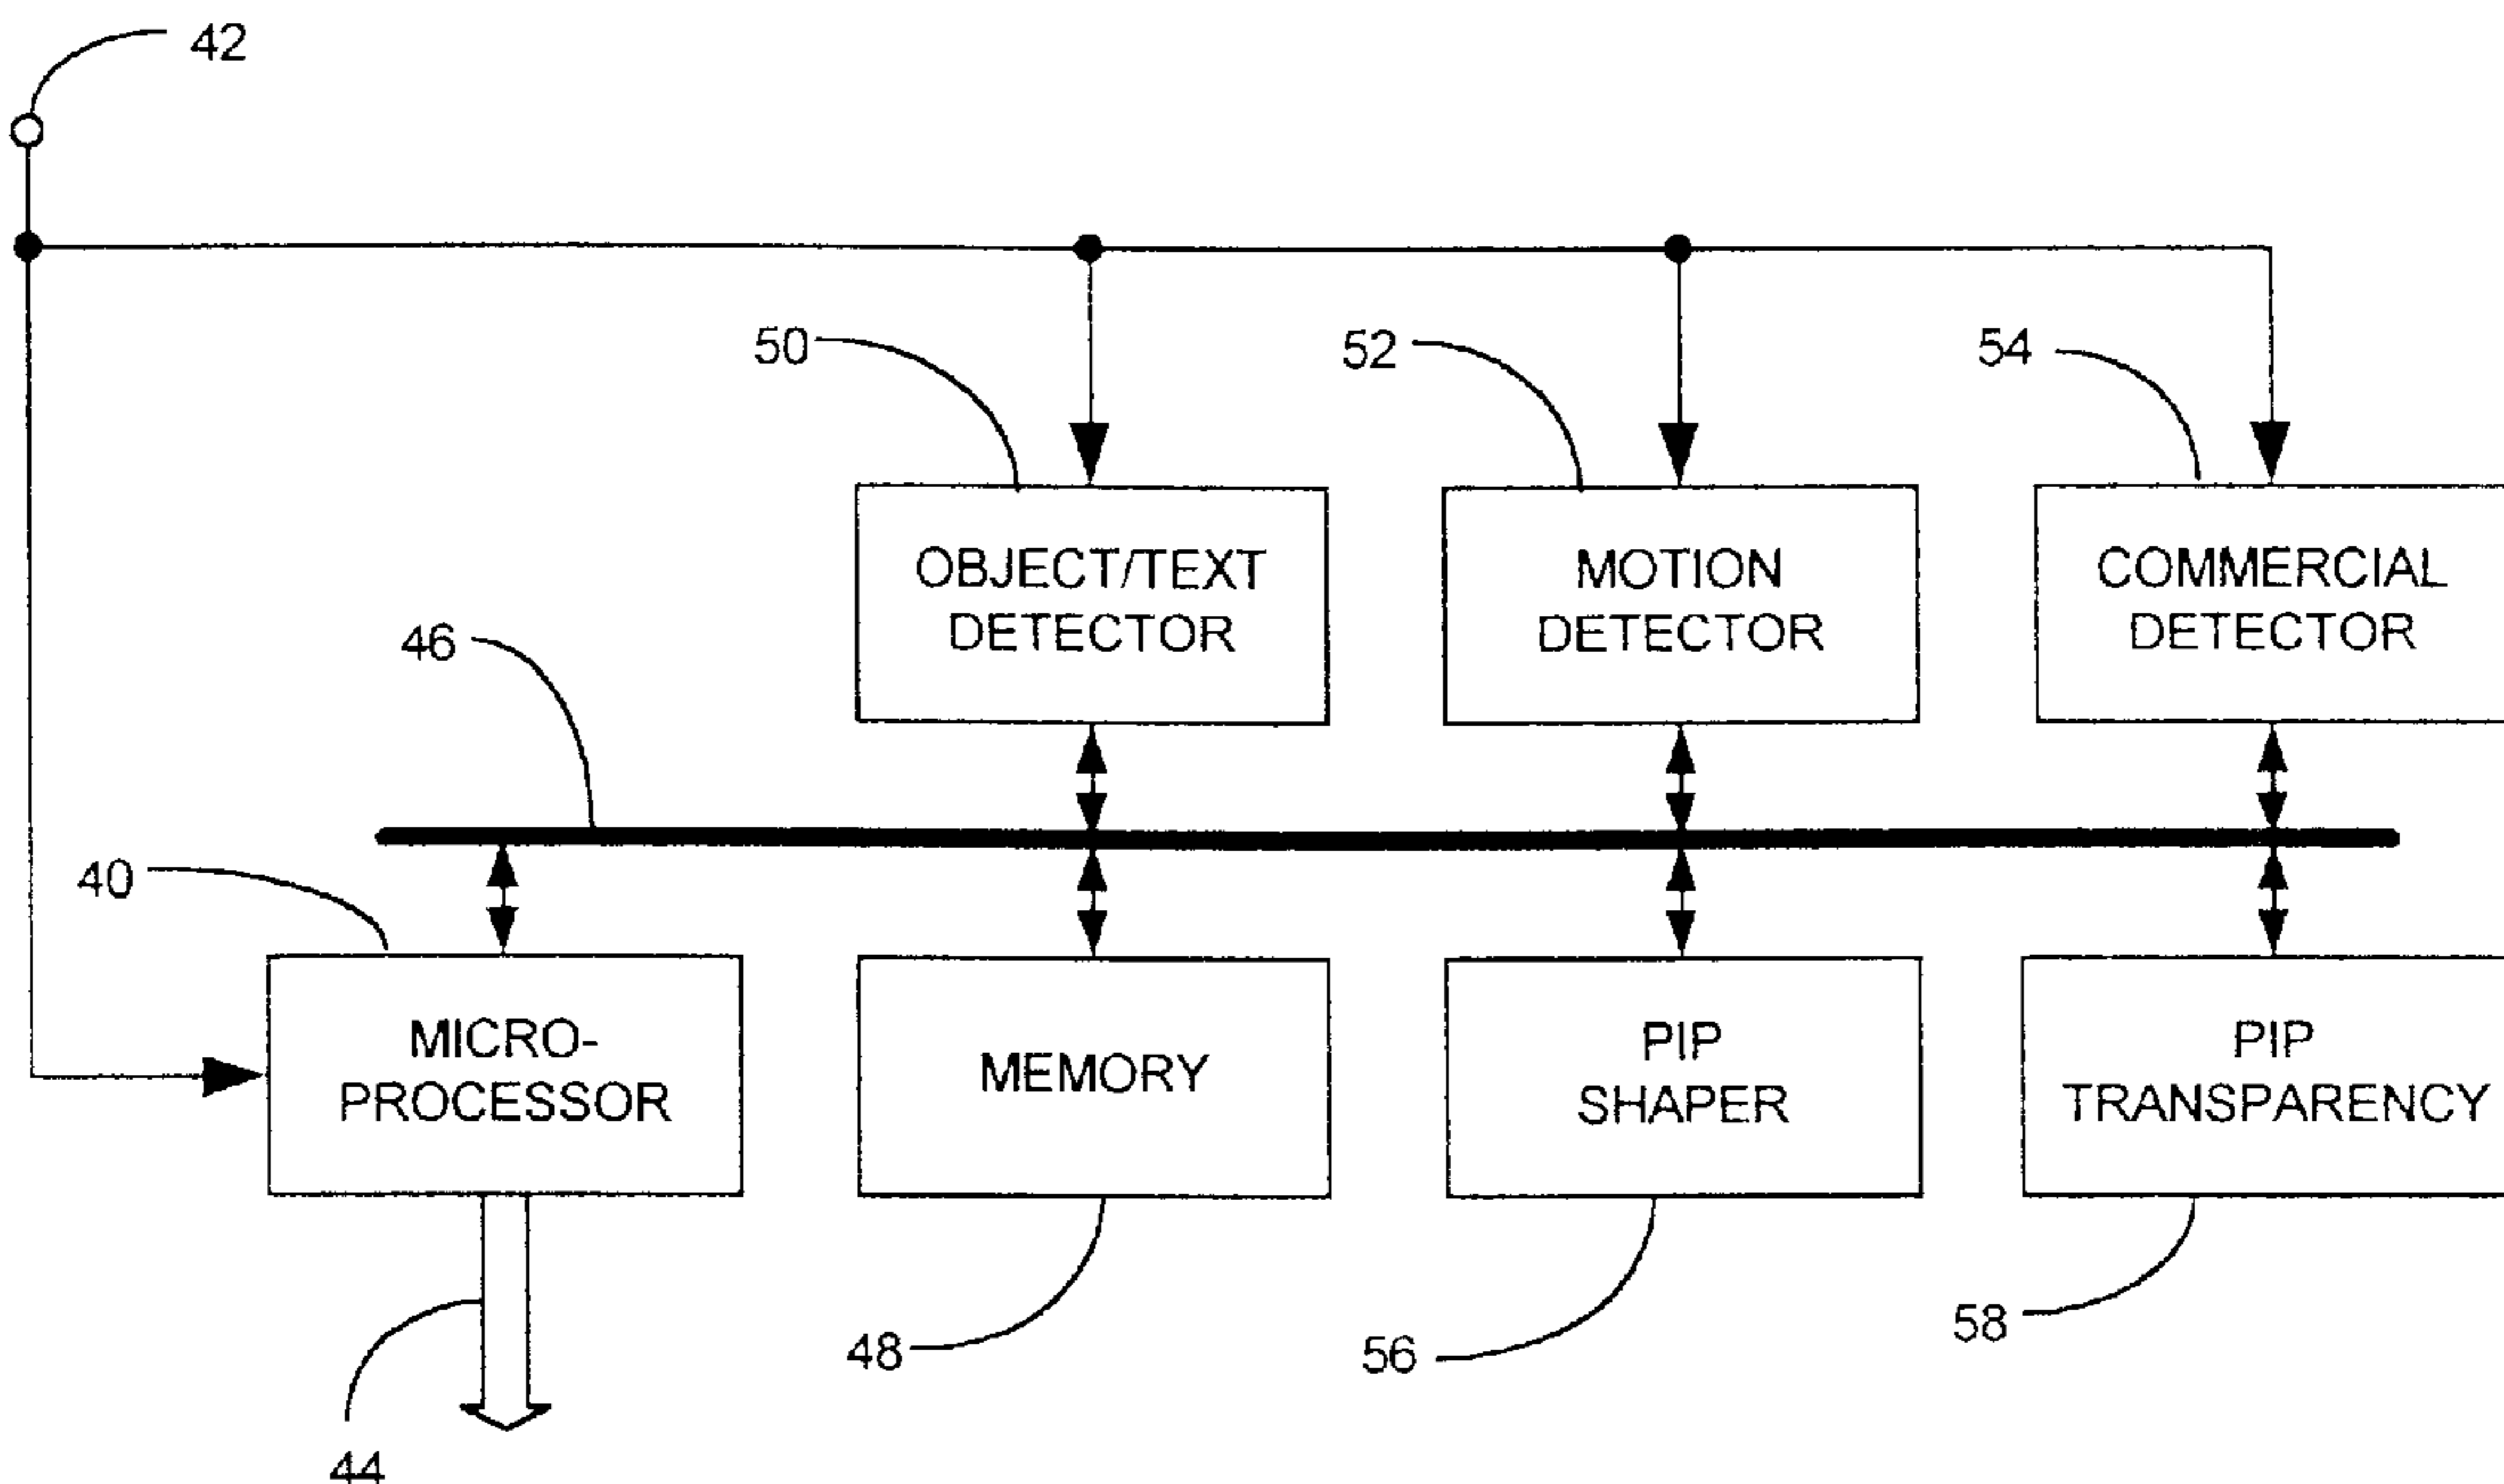 42
50
52
54
OBJECT/TEXT
DETECTOR
MOTION
DETECTOR
COMMERCIAL
DETECTOR
46
40
MICRO-
PROCESSOR
MEMORY
PIP
SHAPER
PIP
TRANSPARENCY
48
56
58
44